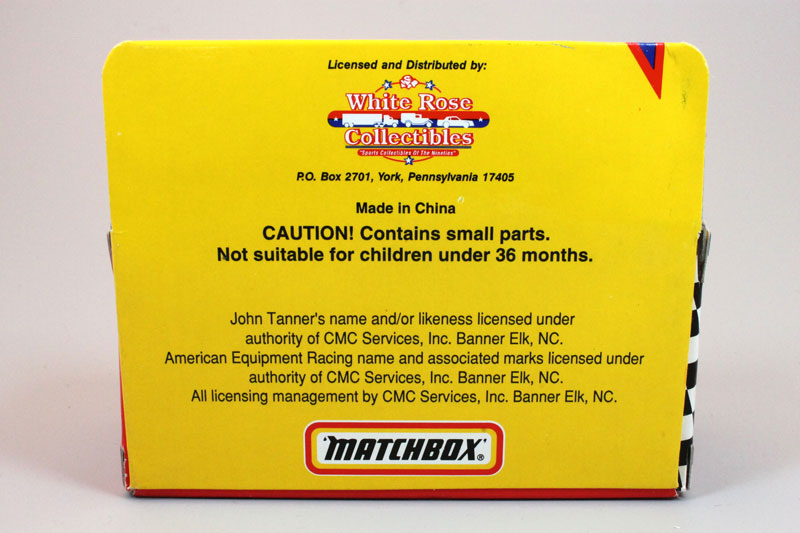 Licensed and Distributed by:
White Rose
Collectibles
"Sports Collectibles Of The Nineties"
P.O. Box 2701, York, Pennsylvania 17405
Made in China
CAUTION! Contains small parts.
Not suitable for children under 36 months.
John Tanner's name and/or likeness licensed under
authority of CMC Services, Inc. Banner Elk, NC.
American Equipment Racing name and associated marks licensed under
authority of CMC Services, Inc. Banner Elk, NC.
All licensing management by CMC Services, Inc. Banner Elk, NC.
'MATCHBOX'®